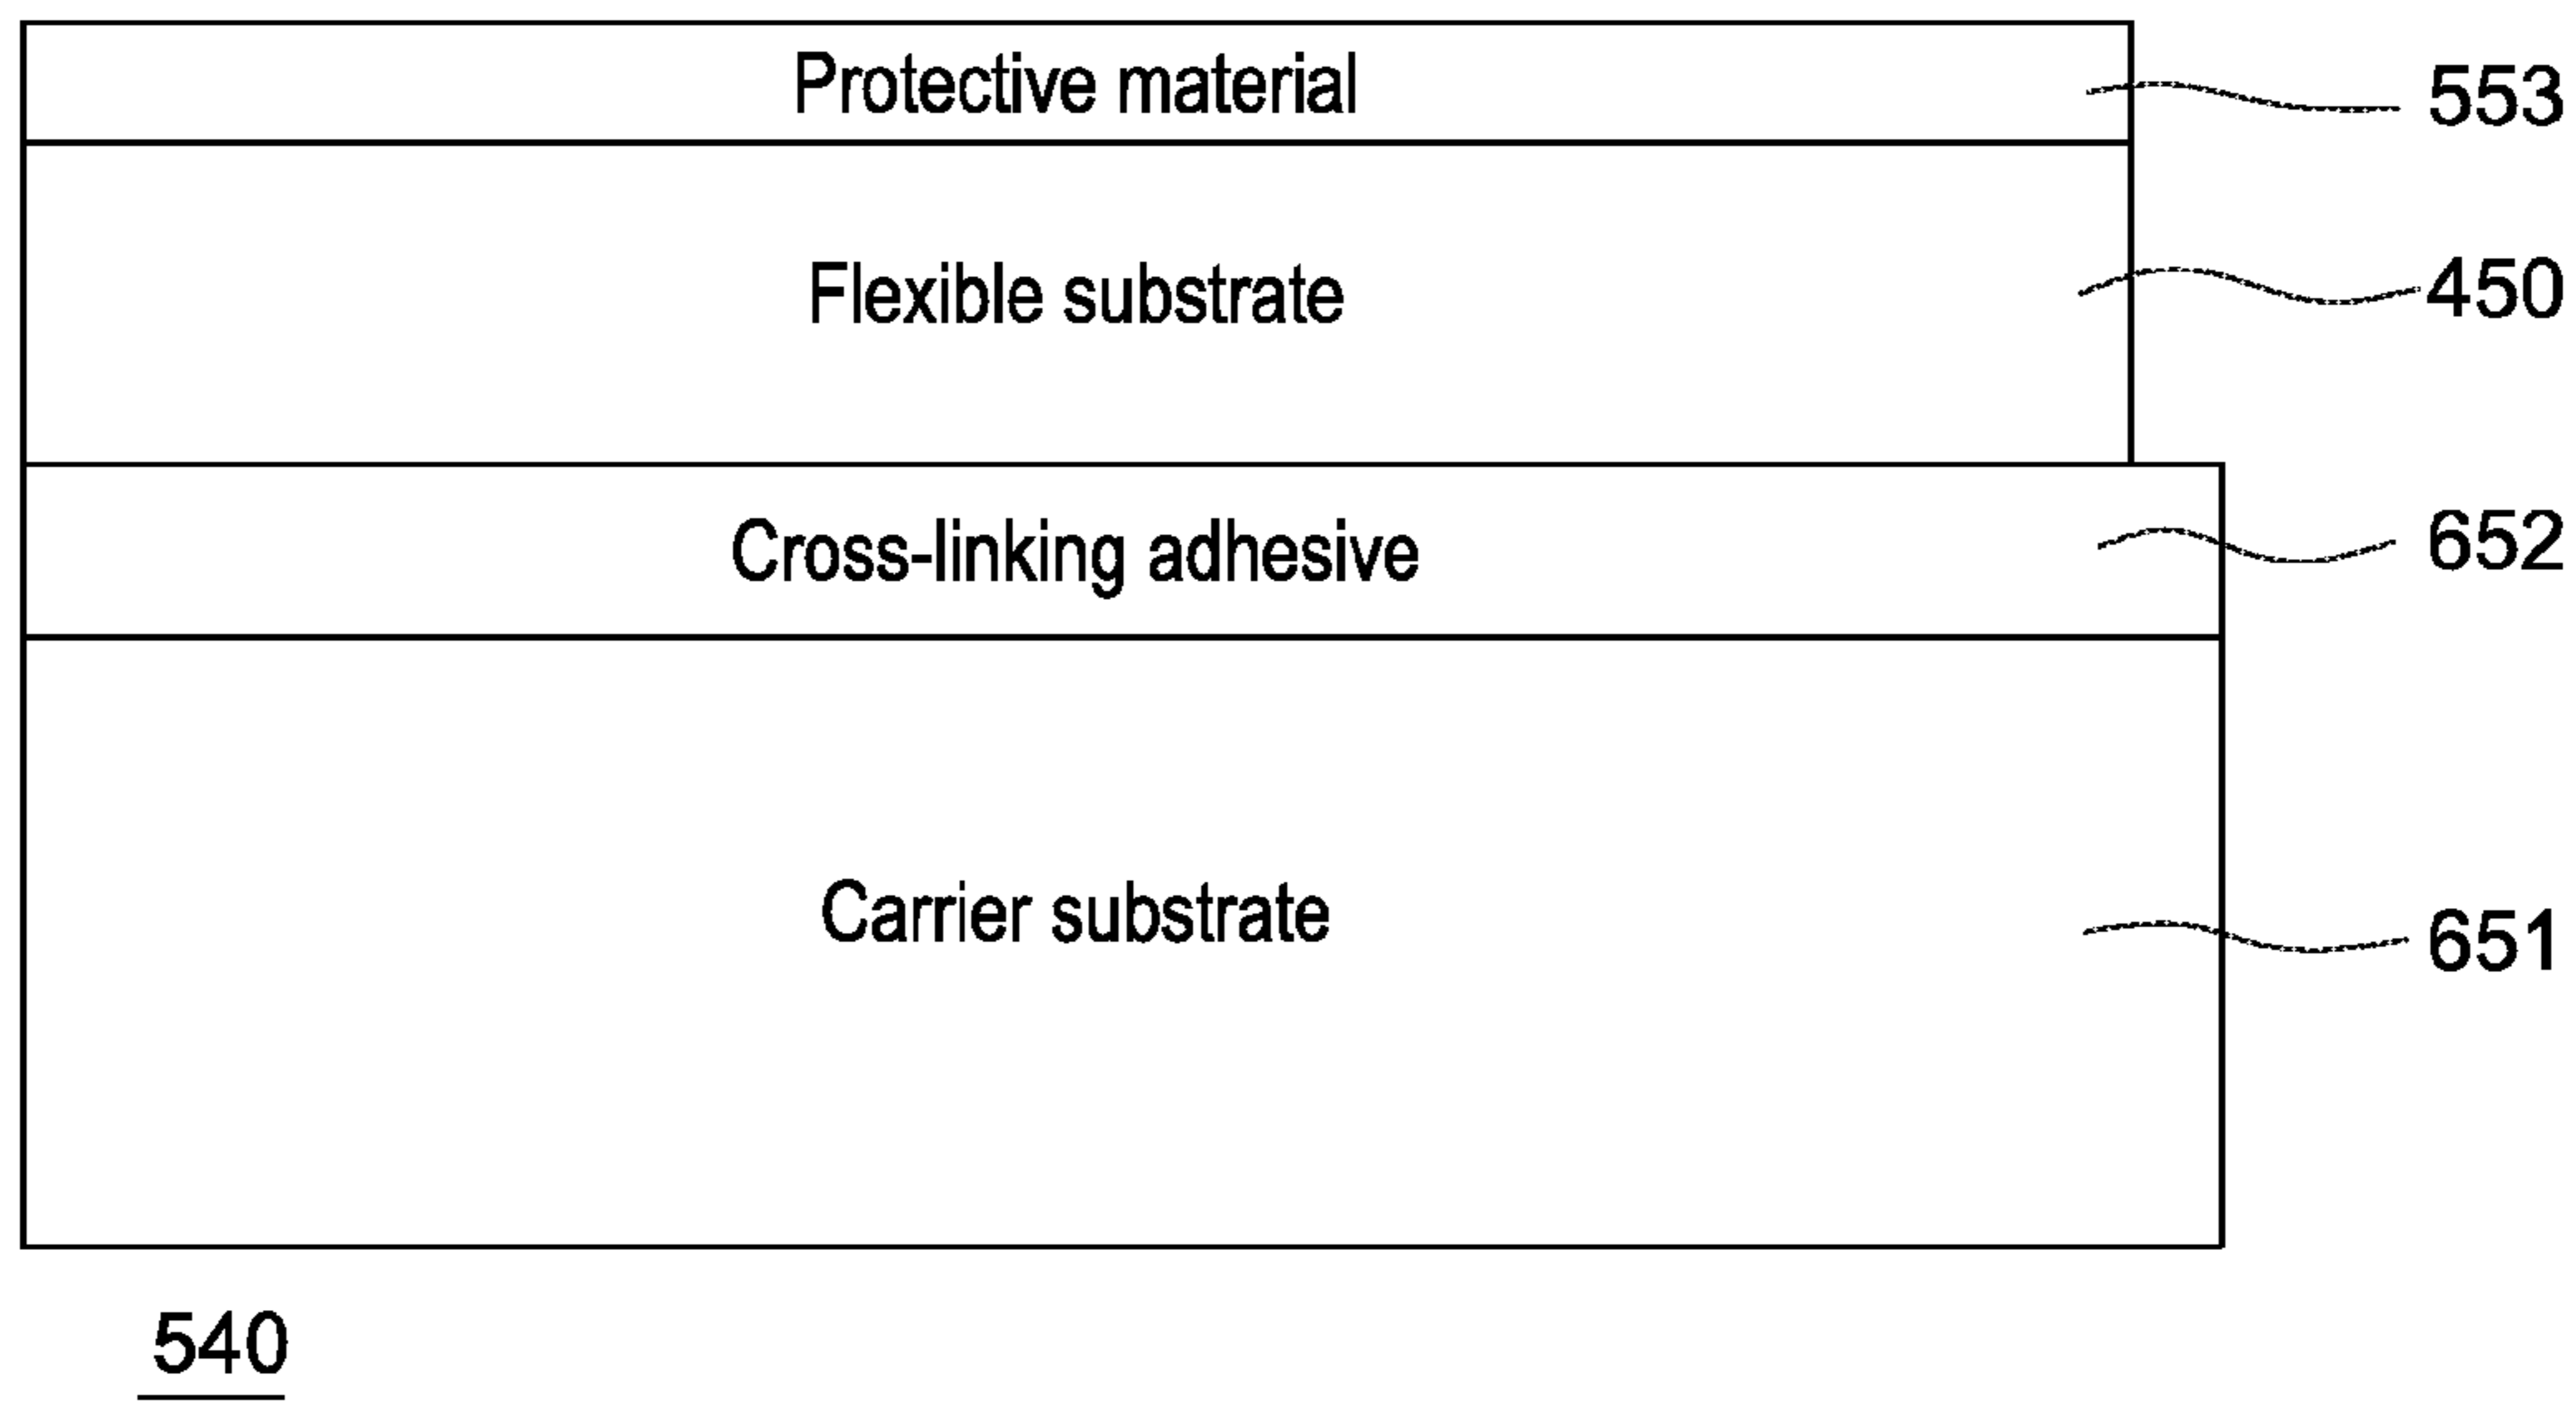 Protective material 553
Flexible substrate 450
Cross-linking adhesive 652
Carrier substrate 651
540